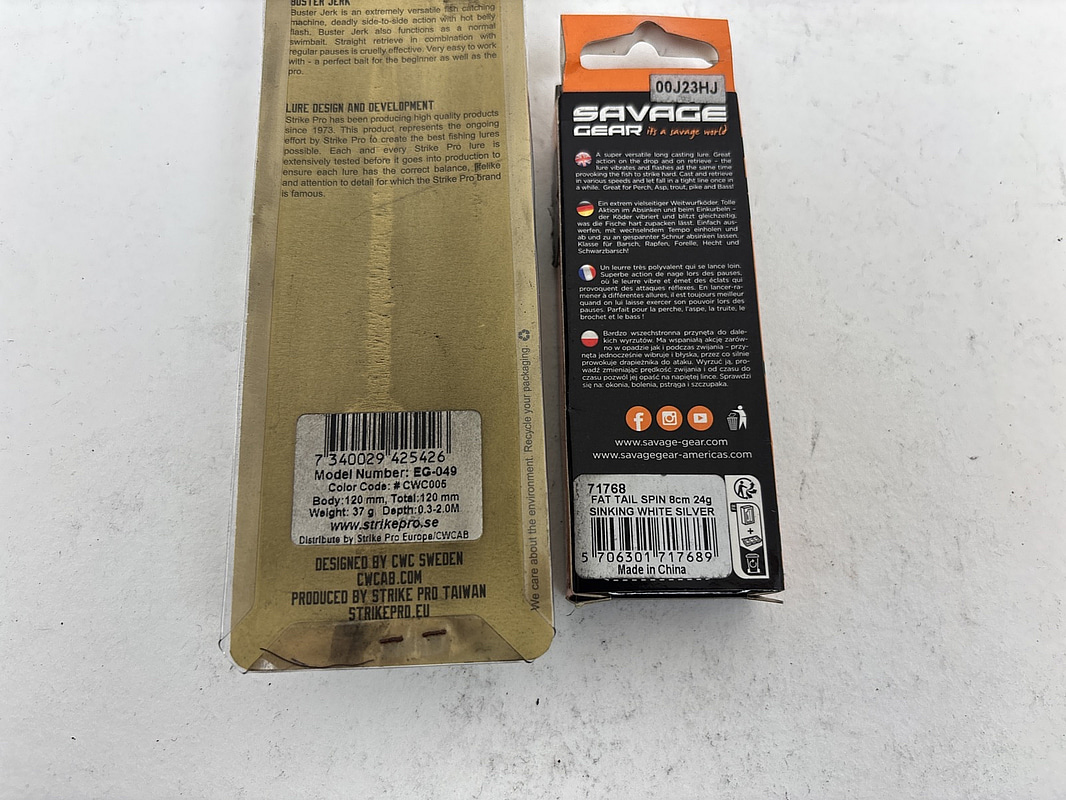 BUSTER JERK
Buster Jerk is an extremely versatile fish catching
machine, deadly side-to-side action with hot belly
flash. Buster Jerk also functions as a normal
swimbait. Straight retrieve in combination with
regular pauses is cruelly effective. Very easy to work
with - a perfect bait for the beginner as well as the
pro.
LURE DESIGN AND DEVELOPMENT
Strike Pro has been producing high quality products
since 1973. This product represents the ongoing
effort by Strike Pro to create the best fishing lures
possible. Each and every Strike Pro lure is
extensively tested before it goes into production to
ensure each lure has the correct balance, lifelike
and attention to detail for which the Strike Pro brand
is famous.
We care about the environment. Recycle your packaging.
7 340029 425426
Model Number: EG-049
Color Code: # CWC005
Body:120 mm, Total:120 mm
Weight: 37 g Depth:0.3-2.0M
www.strikepro.se
Distribute by Strike Pro Europe/CWCAB
DESIGNED BY CWC SWEDEN
CWCAB.COM
PRODUCED BY STRIKE PRO TAIWAN
STRIKEPRO.EU
00J23HJ
SAVAGE
GEAR its a savage world
A super versatile long casting lure. Great
action on the drop and on retrieve – the
lure vibrates and flashes at the same time
provoking the fish to strike hard. Cast and retrieve
in various speeds and let fall in a tight line once in
a while. Great for Perch, Asp, trout, pike and Bass!
Ein extrem vielseitiger Weitwurfköder. Tolle
Aktion im Absinken und beim Einkurbeln –
der Köder vibriert und blitzt gleichzeitig,
was die Fische hart zupacken lässt. Einfach aus-
werfen, mit wechselndem Tempo einholen und
ab und zu an gespannter Schnur absinken lassen.
Klasse für Barsch, Rapfen, Forelle, Hecht und
Schwarzbarsch!
Un leurre très polyvalent qui se lance loin.
Superbe action de nage lors des pauses,
où le leurre vibre et émet des éclats qui
provoquent des attaques réflexes. En lancer-ra-
mener à différentes allures, il est toujours meilleur
quand on lui laisse exercer son pouvoir lors des
pauses. Parfait pour la perche, l'aspe, la truite, le
brochet et le bass !
Bardzo wszechstronna przynęta do dale-
kich wyrzutów. Ma wspaniałą akcję zarów-
no w opadzie jak i podczas zwijania – przy-
nęta jednocześnie wibruje i błyska, przez co silnie
prowokuje drapieżnika do ataku. Wyrzuć ją, pro-
wadź zmieniając prędkość zwijania i od czasu do
czasu pozwól jej opaść na napiętej lince. Sprawdzi
się na: okonia, bolenia, pstrąga i szczupaka.
www.savage-gear.com
www.savagegear-americas.com
71768
FAT TAIL SPIN 8cm 24g
SINKING WHITE SILVER
5 706301 717689
Made in China